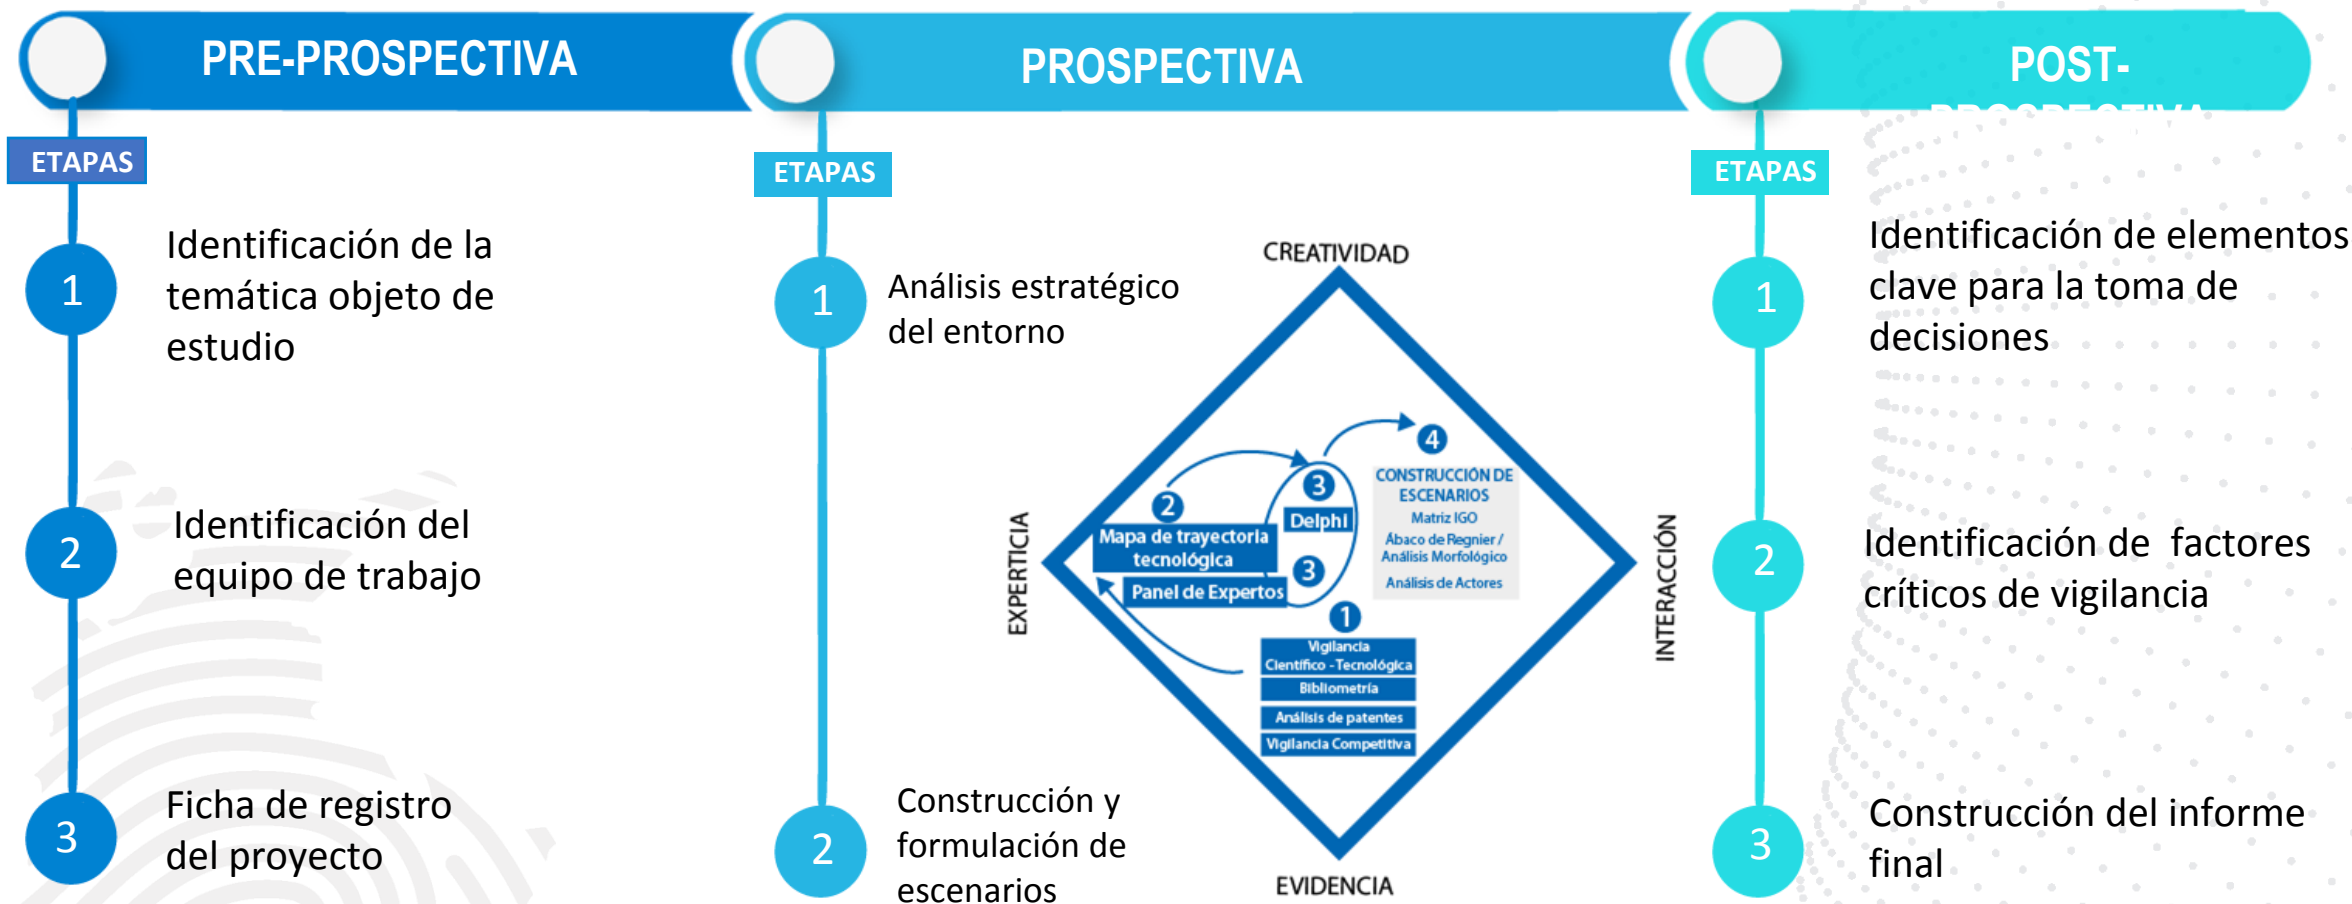 PRE-PROSPECTIVA
PROSPECTIVA
POST-
PROSPECTIVA
ETAPAS
1
Identificación de la
temática objeto de
estudio
2
Identificación del
equipo de trabajo
3
Ficha de registro
del proyecto
ETAPAS
1
Análisis estratégico
del entorno
2
Construcción y
formulación de
escenarios
CREATIVIDAD
EXPERTICIA
INTERACCIÓN
EVIDENCIA
4
CONSTRUCCIÓN DE
ESCENARIOS
Matriz IGO
Ábaco de Regnier /
Análisis Morfológico
Análisis de Actores
3
Delphi
2
Mapa de trayectoria
tecnológica
3
Panel de Expertos
1
Vigilancia
Científico - Tecnológica
Bibliometría
Análisis de patentes
Vigilancia Competitiva
ETAPAS
1
Identificación de elementos
clave para la toma de
decisiones
2
Identificación de factores
críticos de vigilancia
3
Construcción del informe
final